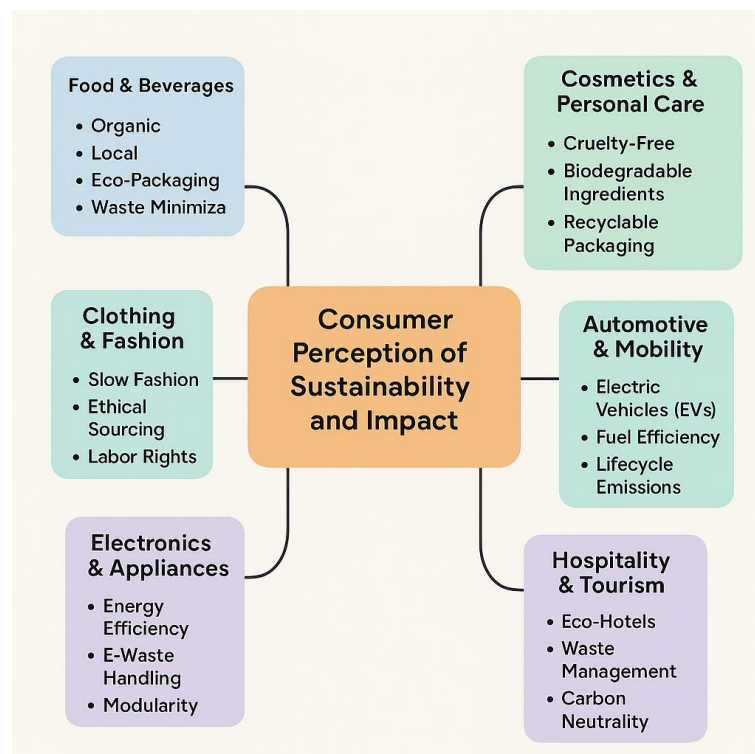 Food & Beverages
• Organic
• Local
• Eco-Packaging
• Waste Minimiza
Cosmetics &
Personal Care
• Cruelty-Free
• Biodegradable
Ingredients
• Recyclable
Packaging
Clothing
& Fashion
• Slow Fashion
• Ethical
Sourcing
• Labor Rights
Consumer
Perception of
Sustainability
and Impact
Automotive
& Mobility
• Electric
Vehicles (EVs)
• Fuel Efficiency
• Lifecycle
Emissions
Electronics
& Appliances
• Energy
Efficiency
• E-Waste
Handling
• Modularity
Hospitality
& Tourism
• Eco-Hotels
• Waste
Management
• Carbon
Neutrality